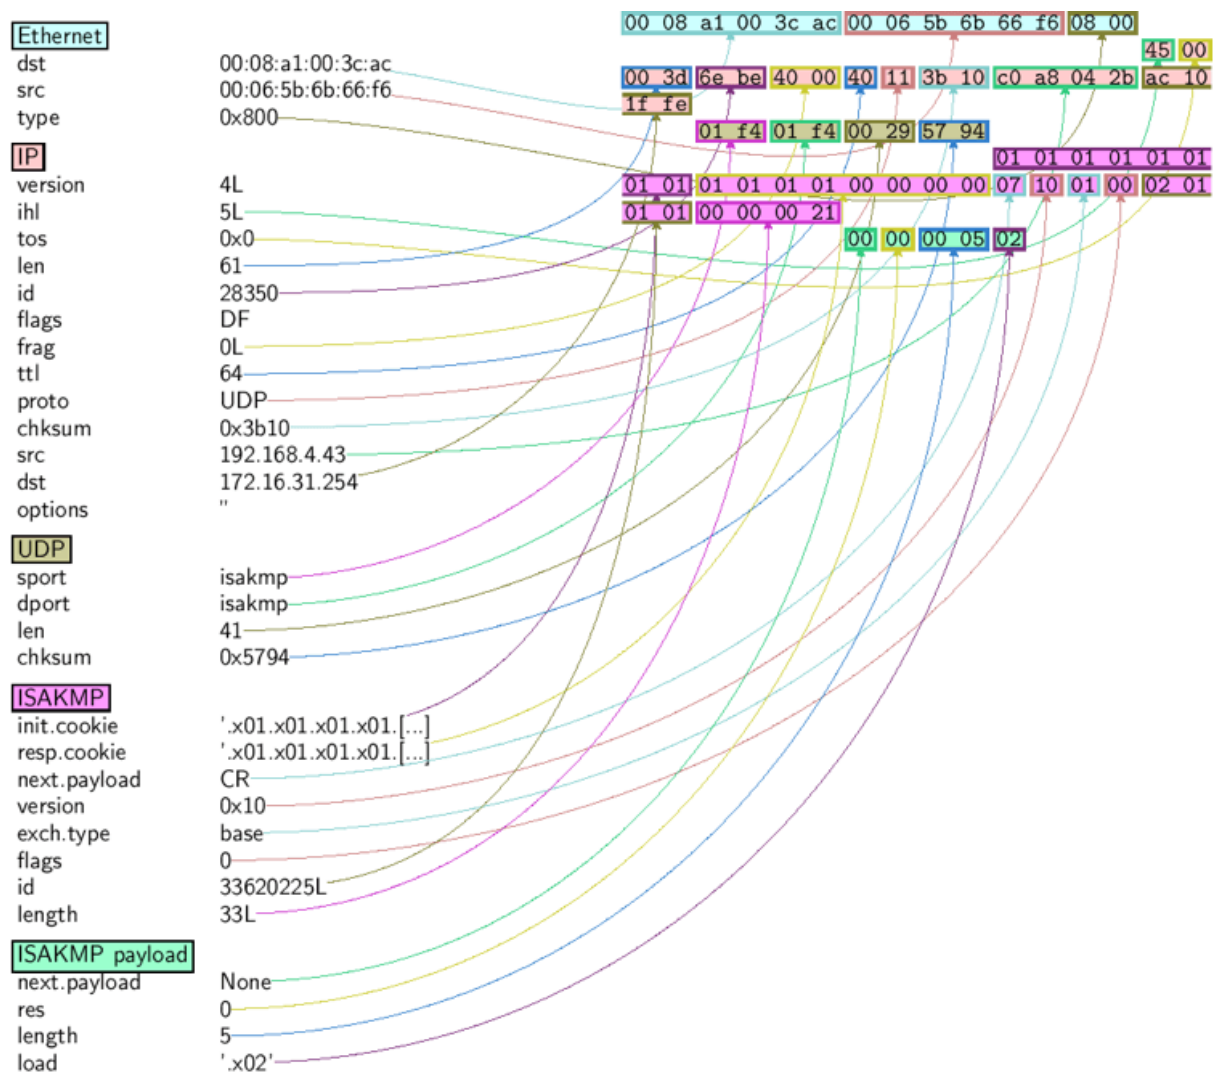 00 08 a1 00 3c ac 00 06 5b 6b 66 f6 08 00
Ethernet
45 00
dst 00:08:a1:00:3c:ac 00 3d 6e be 40 00 40 11 3b 10 c0 a8 04 2b ac 10
src 00:06:5b:6b:66:f6 1f fe
type 0x800 01 f4 01 f4 00 29 57 94
IP 01 01 01 01 01 01
version 4L 01 01 01 01 01 01 00 00 00 00 07 10 01 00 02 01
ihl 5L 01 01 00 00 00 21
tos 0x0 00 00 00 05 02
len 61
id 28350
flags DF
frag 0L
ttl 64
proto UDP
chksum 0x3b10
src 192.168.4.43
dst 172.16.31.254
options ''
UDP
sport isakmp
dport isakmp
len 41
chksum 0x5794
ISAKMP
init.cookie '.x01.x01.x01.x01.[...]
resp.cookie '.x01.x01.x01.x01.[...]
next.payload CR
version 0x10
exch.type base
flags 0
id 33620225L
length 33L
ISAKMP payload
next.payload None
res 0
length 5
load '.x02'